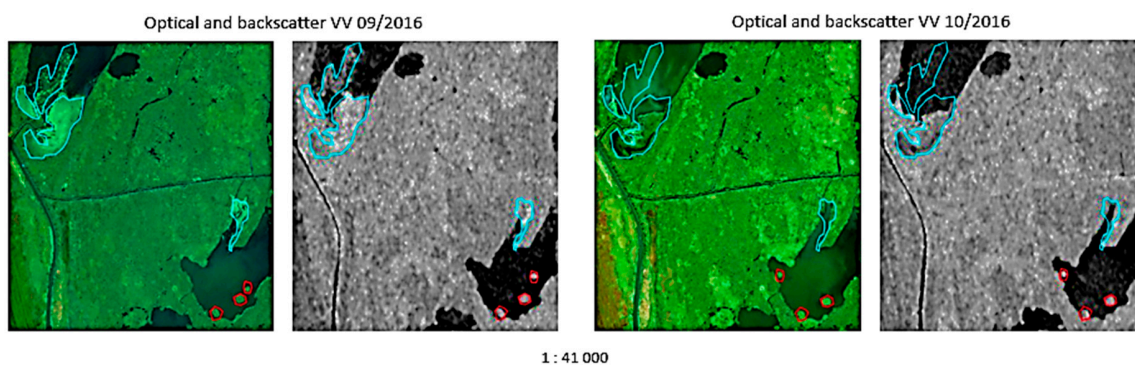 Optical and backscatter VV 09/2016
Optical and backscatter VV 10/2016
1 : 41 000